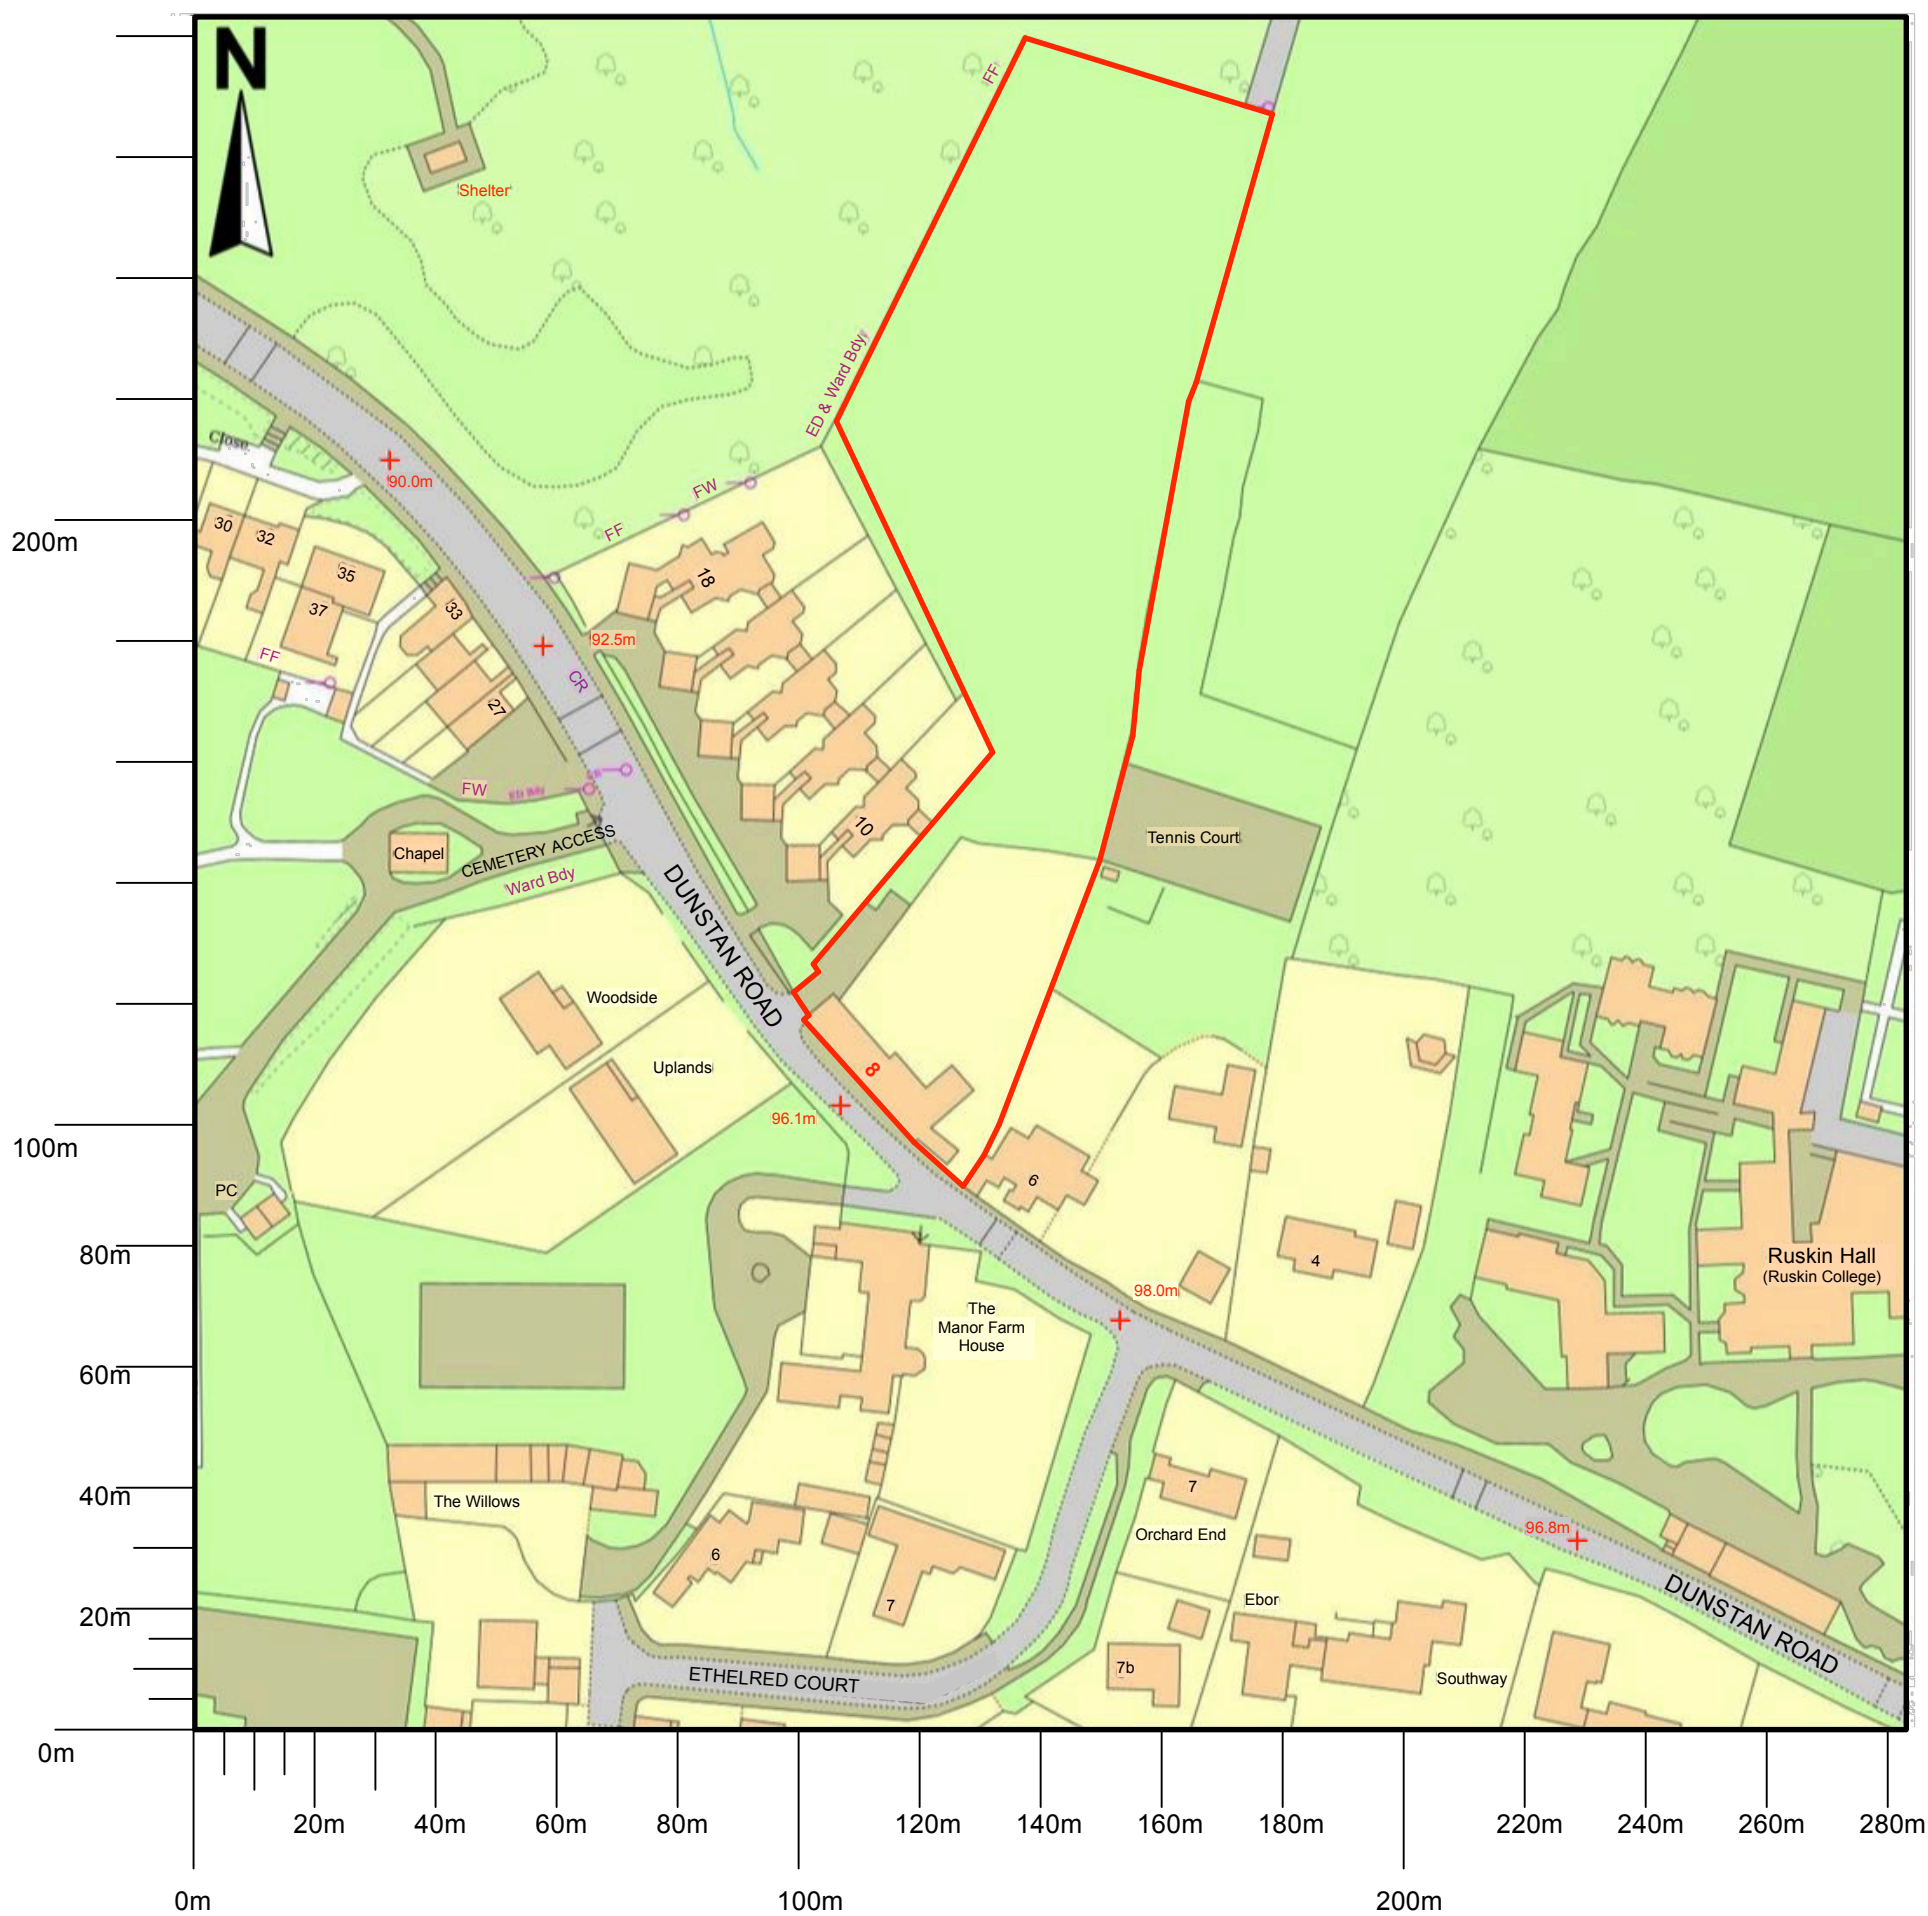 N
FF
Shelter
ED & Ward Bdy
Close
90.0m
FW
FF
200m
30
32
35
18
37
33
92.5m
FF
CR
27
FW
ED Bdy
10
Tennis Court
Chapel
CEMETERY ACCESS
Ward Bdy
DUNSTAN ROAD
Woodside
Uplands
8
96.1m
100m
PC
6
80m
4
Ruskin Hall
(Ruskin College)
98.0m
The
Manor Farm
House
60m
40m
The Willows
7
Orchard End
96.8m
6
7
Ebor
20m
DUNSTAN ROAD
7b
ETHELRED COURT
Southway
0m
20m
40m
60m
80m
120m
140m
160m
180m
220m
240m
260m
280m
0m
100m
200m